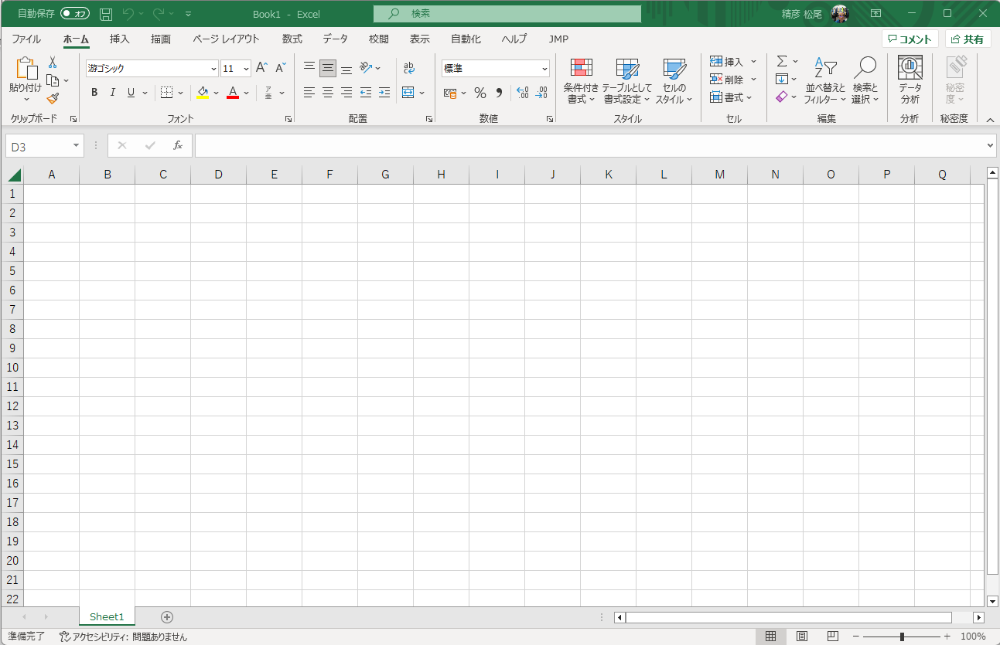 自動保存 オフ Book1 - Excel 検索 精彦 松尾
ファイル ホーム 挿入 描画 ページ レイアウト 数式 データ 校閲 表示 自動化 ヘルプ JMP コメント 共有
貼り付け
游ゴシック 11 A A ab 標準
B I U A ア 亜 % 9 .00 .00
条件付き書式 テーブルとして書式設定 セルのスタイル
挿入
削除
書式
Σ
並べ替えと フィルター 検索と 選択 データ 分析 秘密 度
クリップボード フォント 配置 数値 スタイル セル 編集 分析 秘密度
D3 fx
A B C D E F G H I J K L M N O P Q
1
2
3
4
5
6
7
8
9
10
11
12
13
14
15
16
17
18
19
20
21
22
Sheet1
準備完了 アクセシビリティ: 問題ありません 100%